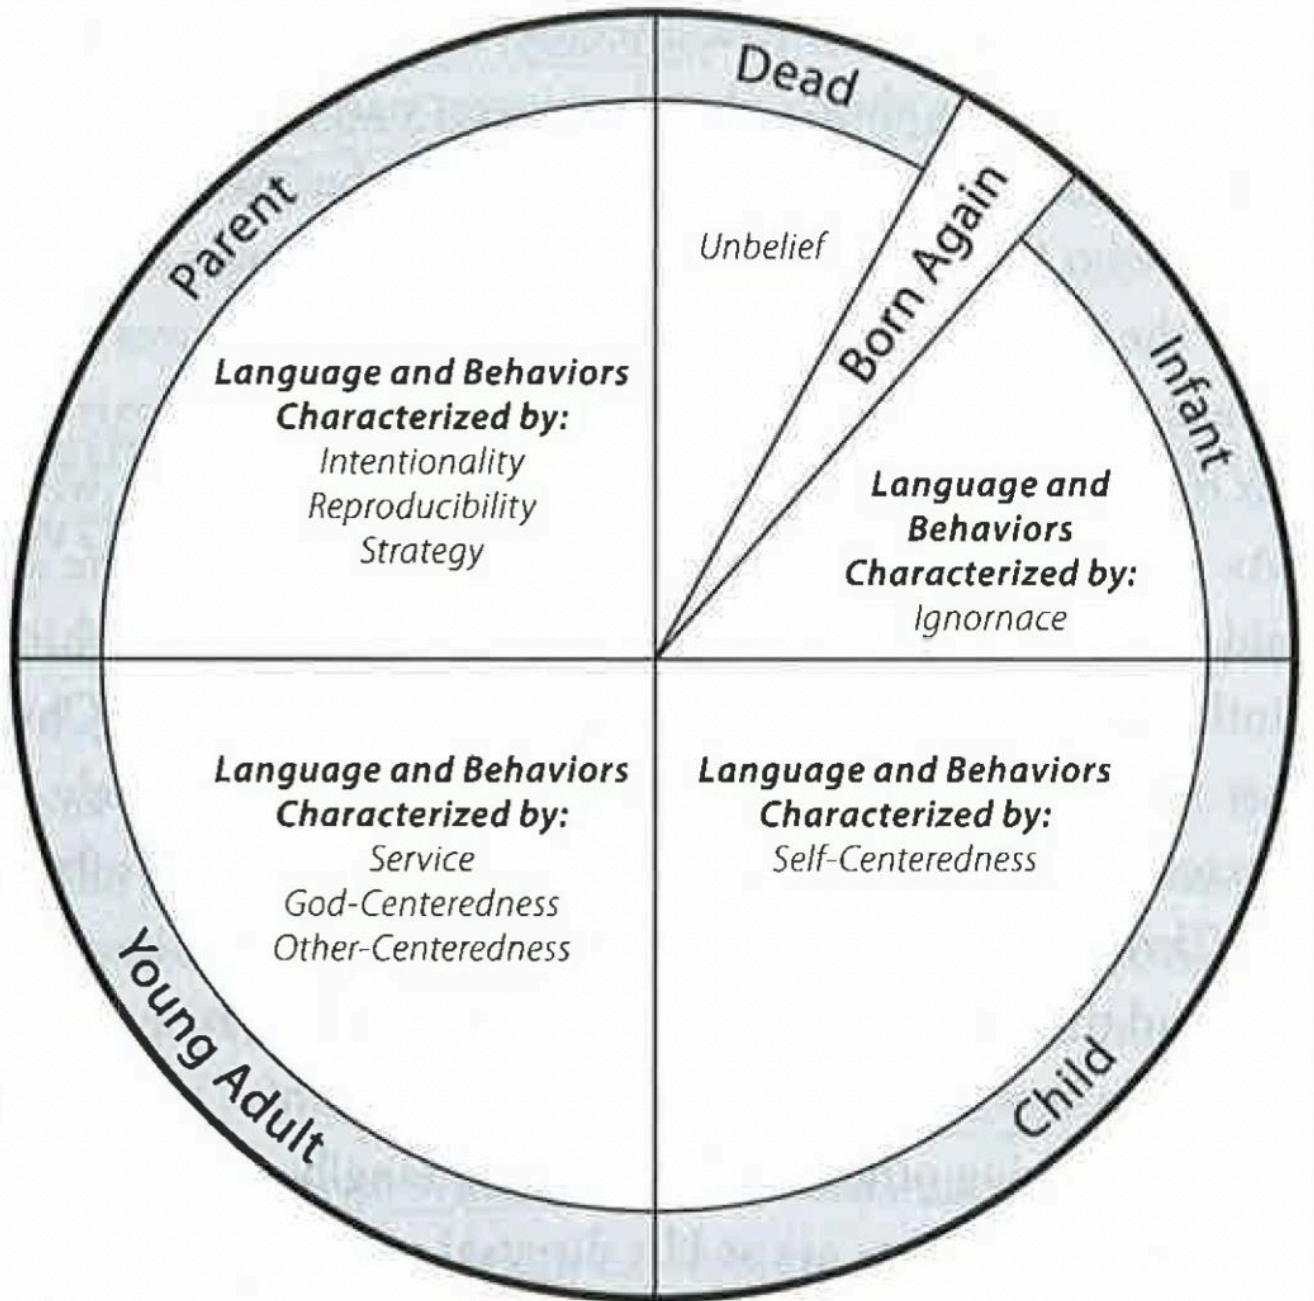 Dead
Unbelief
Born Again
Infant
Language and
Behaviors
Characterized by:
Ignornace
Child
Language and Behaviors
Characterized by:
Self-Centeredness
Young Adult
Language and Behaviors
Characterized by:
Service
God-Centeredness
Other-Centeredness
Parent
Language and Behaviors
Characterized by:
Intentionality
Reproducibility
Strategy